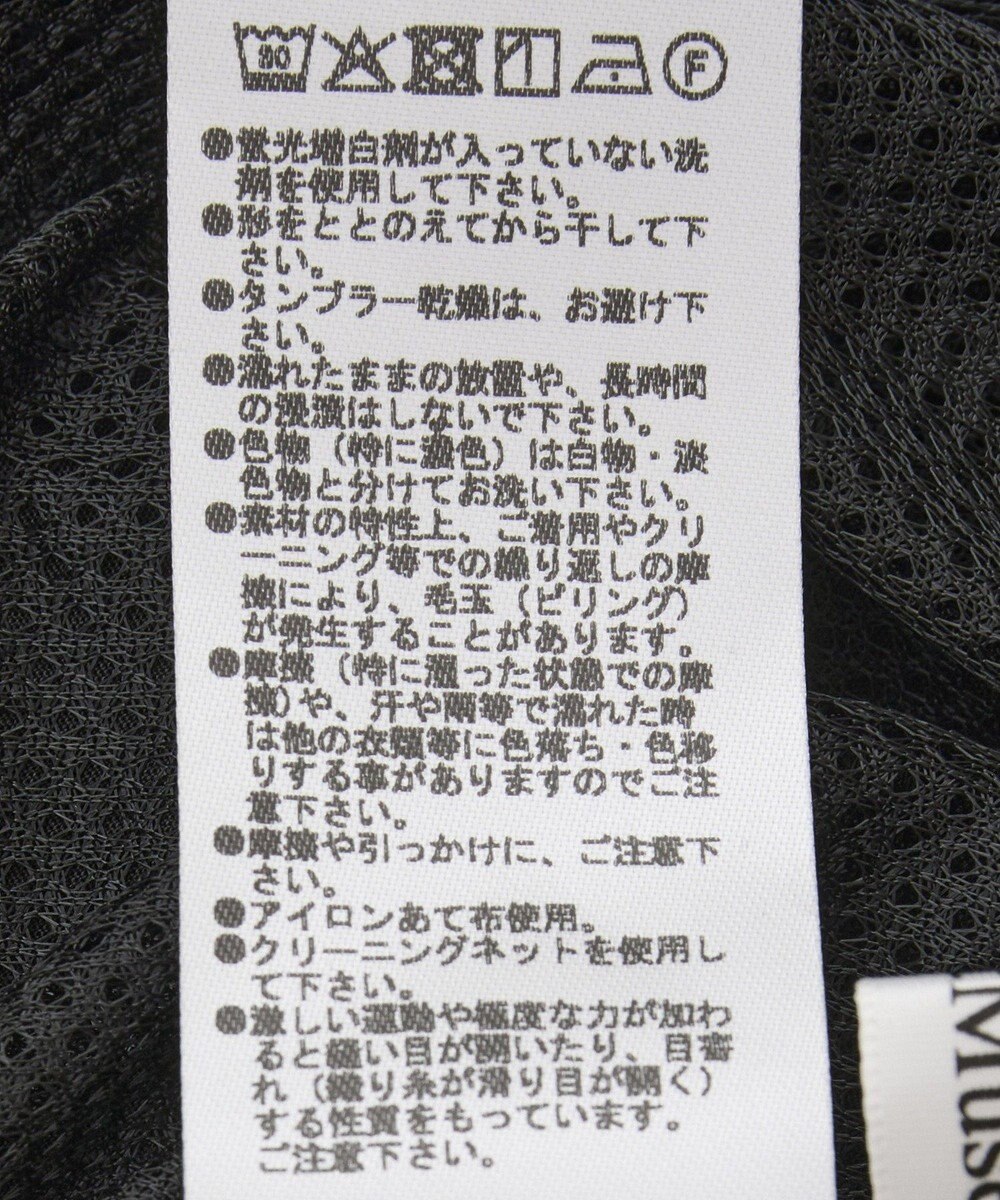 30
F
●蛍光増白剤が入っていない洗
剤を使用して下さい。
●形をととのえてから干して下
さい。
●タンブラー乾燥は、お避け下
さい。
●濡れたままの放置や、長時間
の浸漬はしないで下さい。
●色物（特に濃色）は白物・淡
色物と分けてお洗い下さい。
●素材の特性上、ご着用やクリ
ーニング等での繰り返しの摩
擦により、毛玉（ピリング）
が発生することがあります。
●摩擦（特に湿った状態での摩
擦）や、汗や雨等で濡れた時
は他の衣類等に色落ち・色移
りする事がありますのでご注
意下さい。
●摩擦や引っかけに、ご注意下
さい。
●アイロンあて布使用。
●クリーニングネットを使用し
て下さい。
●激しい運動や極度な力が加わ
ると縫い目が開いたり、目寄
れ（織り糸が滑り目が開く）
する性質をもっています。
ご注意下さい。